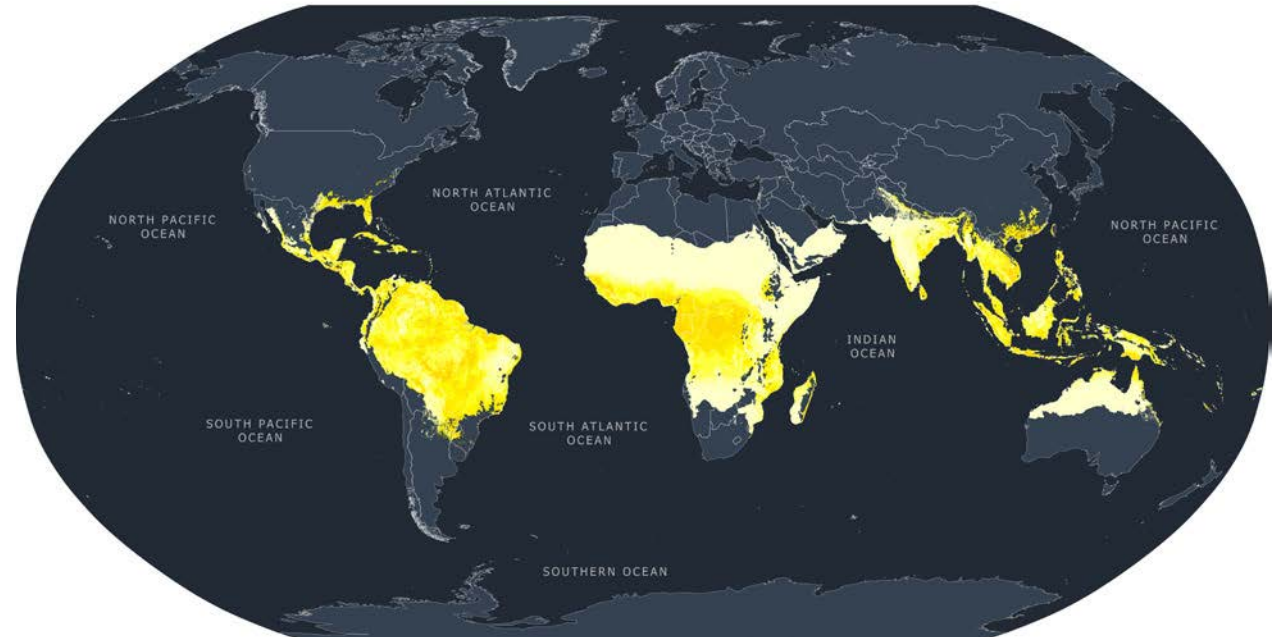 NORTH ATLANTIC
OCEAN
NORTH PACIFIC
OCEAN
NORTH PACIFIC
OCEAN
INDIAN
OCEAN
SOUTH PACIFIC
OCEAN
SOUTH ATLANTIC
OCEAN
SOUTHERN OCEAN